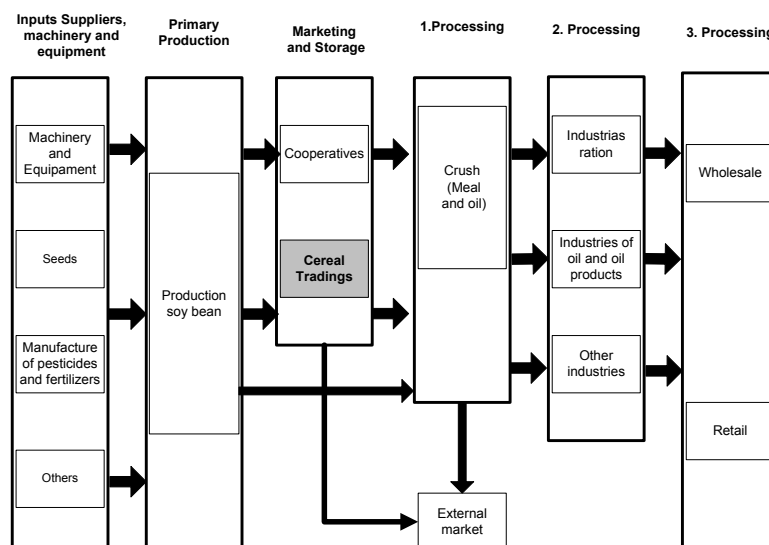 Inputs Suppliers,
machinery and
equipment
Primary
Production
Marketing
and Storage
1.Processing
2. Processing
3. Processing
Machinery
and
Equipament
Seeds
Manufacture
of pesticides
and fertilizers
Others
Production
soy bean
Cooperatives
Cereal
Tradings
Crush
(Meal
and oil)
External
market
Industrias
ration
Industries of
oil and oil
products
Other
industries
Wholesale
Retail